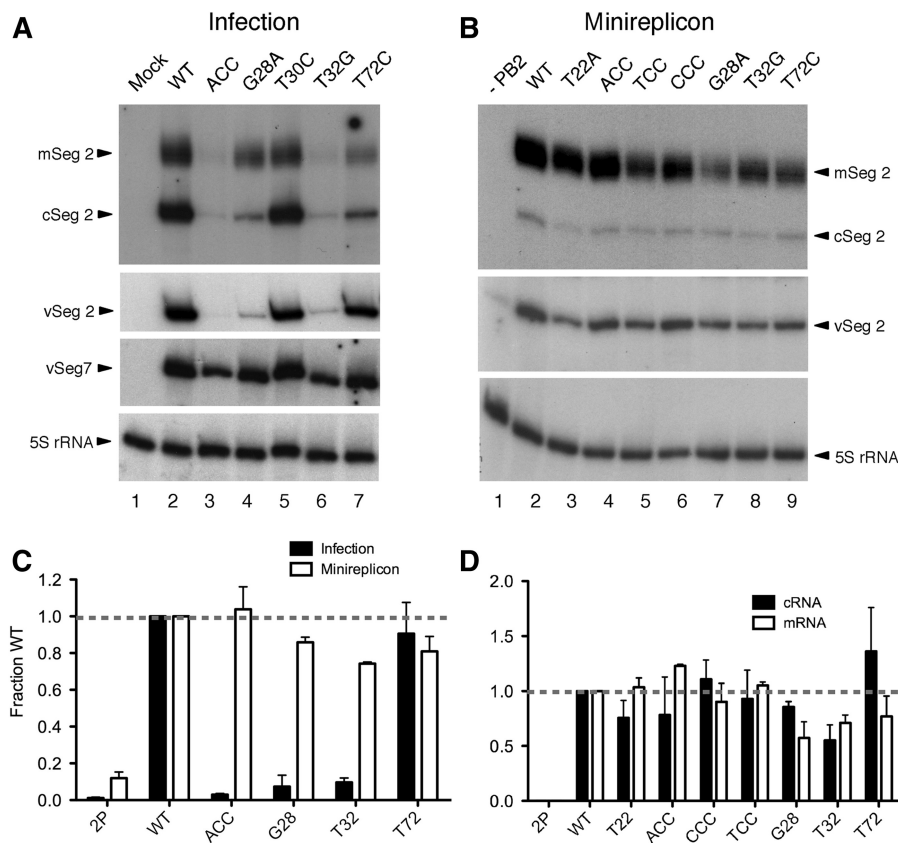 A Infection
Mock WT ACC G28A T30C T32G T72C
mSeg 2
cSeg 2
vSeg 2
vSeg7
5S rRNA
1 2 3 4 5 6 7
B Minireplicon
- PB2 WT T22A ACC TCC CCC G28A T32G T72C
mSeg 2
cSeg 2
vSeg 2
5S rRNA
1 2 3 4 5 6 7 8 9
C
Infection
Minireplicon
Fraction WT
1.2
1.0
0.8
0.6
0.4
0.2
0.0
2P WT ACC G28 T32 T72
D
cRNA
mRNA
2.0
1.5
1.0
0.5
0.0
2P WT T22 ACC CCC TCC G28 T32 T72